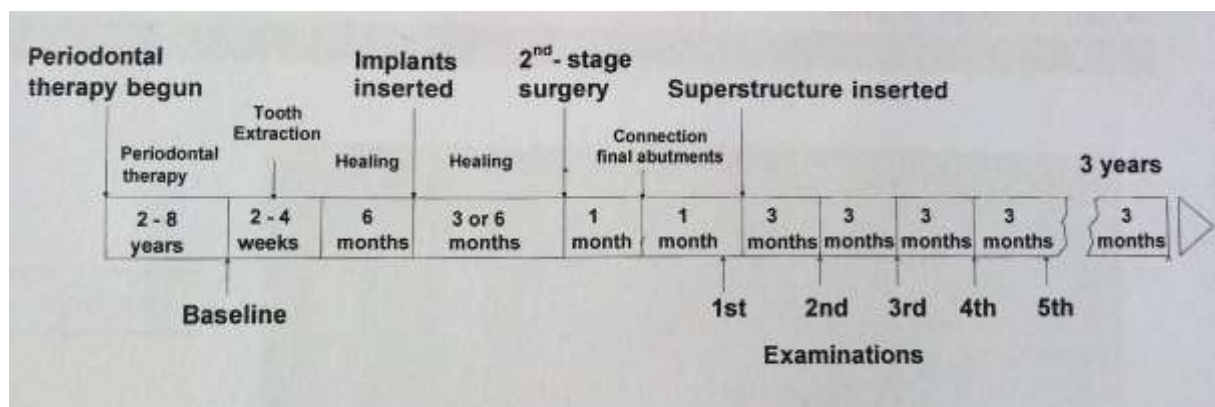 Periodontal
therapy begun
Implants
inserted
2nd- stage
surgery
Superstructure inserted
Tooth
Extraction
Connection
final abutments
Periodontal
therapy
Healing
Healing
3 years
2 - 8
years
2 - 4
weeks
6
months
3 or 6
months
1
month
1
month
3
months
3
months
3
months
3
months
3
months
Baseline
1st
2nd
3rd
4th
5th
Examinations